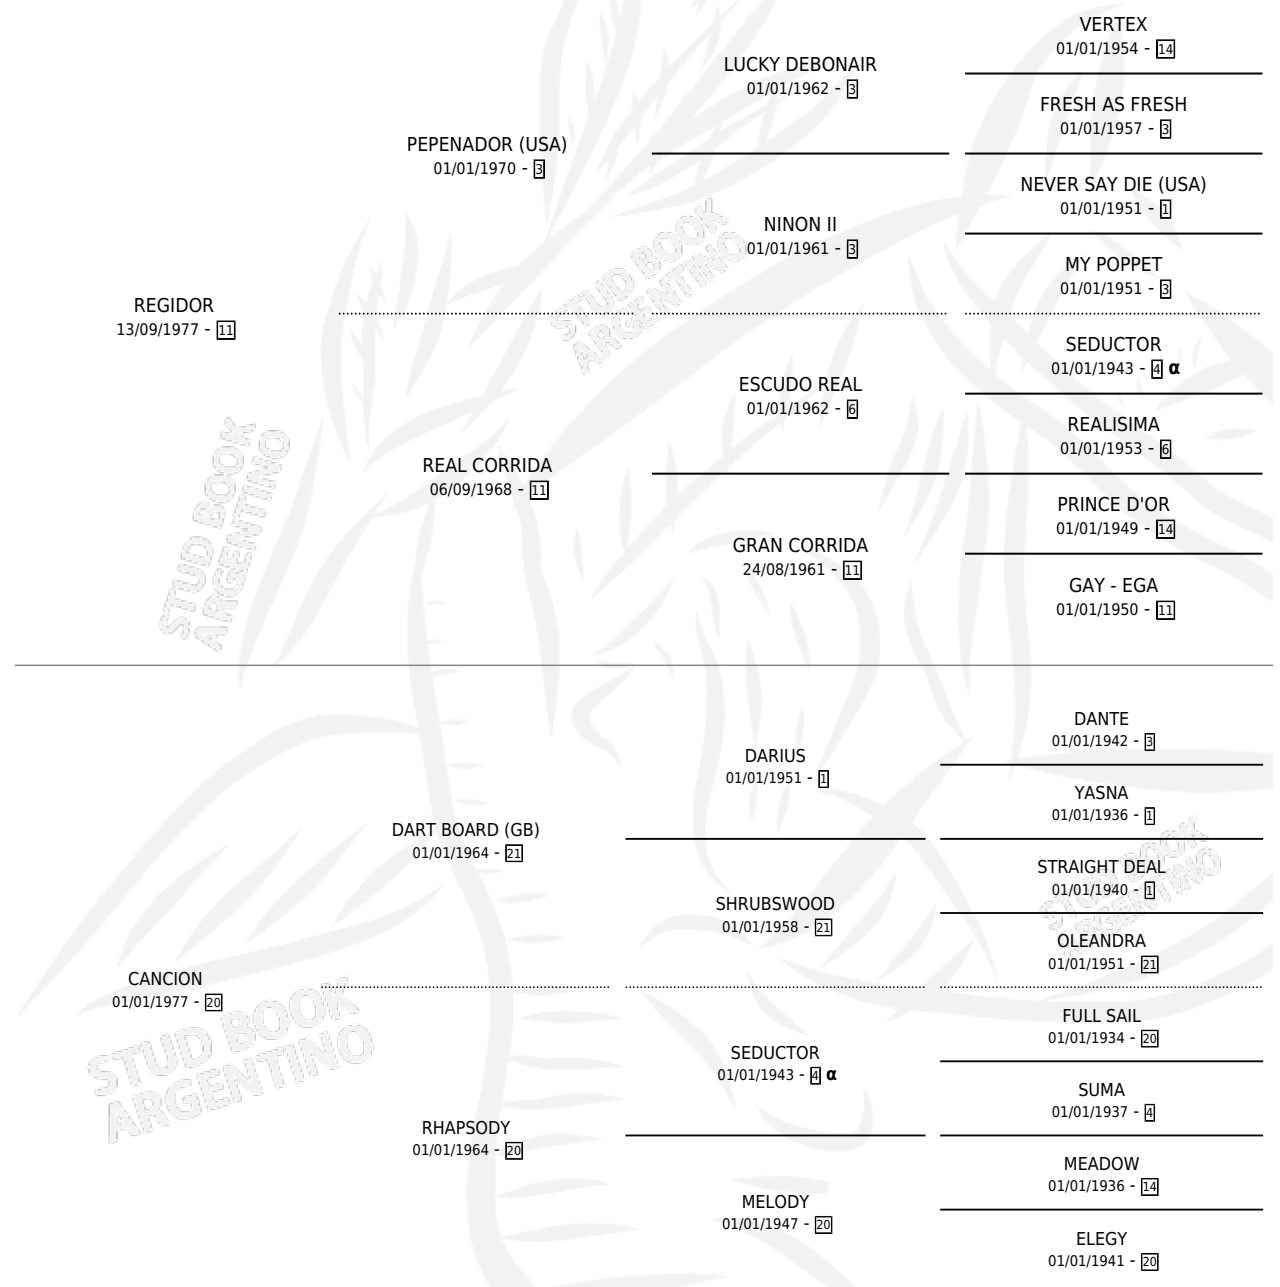 VERTEX
01/01/1954 - 14
LUCKY DEBONAIR
01/01/1962 - 3
FRESH AS FRESH
01/01/1957 - 3
PEPENADOR (USA)
01/01/1970 - 3
NEVER SAY DIE (USA)
01/01/1951 - 1
NINON II
01/01/1961 - 3
MY POPPET
01/01/1951 - 3
REGIDOR
13/09/1977 - 11
SEDUCTOR
01/01/1943 - 4 α
ESCUDO REAL
01/01/1962 - 6
REALISIMA
01/01/1953 - 6
REAL CORRIDA
06/09/1968 - 11
PRINCE D'OR
01/01/1949 - 14
GRAN CORRIDA
24/08/1961 - 11
GAY - EGA
01/01/1950 - 11
STUD BOOK
ARGENTINO
STUD BOOK
ARGENTINO
DANTE
01/01/1942 - 3
DARIUS
01/01/1951 - 1
YASNA
01/01/1936 - 1
DART BOARD (GB)
01/01/1964 - 21
STRAIGHT DEAL
01/01/1940 - 1
SHRUBSWOOD
01/01/1958 - 21
OLEANDRA
01/01/1951 - 21
CANCION
01/01/1977 - 20
FULL SAIL
01/01/1934 - 20
SEDUCTOR
01/01/1943 - 4 α
SUMA
01/01/1937 - 4
RHAPSODY
01/01/1964 - 20
MEADOW
01/01/1936 - 14
MELODY
01/01/1947 - 20
ELEGY
01/01/1941 - 20
STUD BOOK
ARGENTINO
STUD BOOK
ARGENTINO